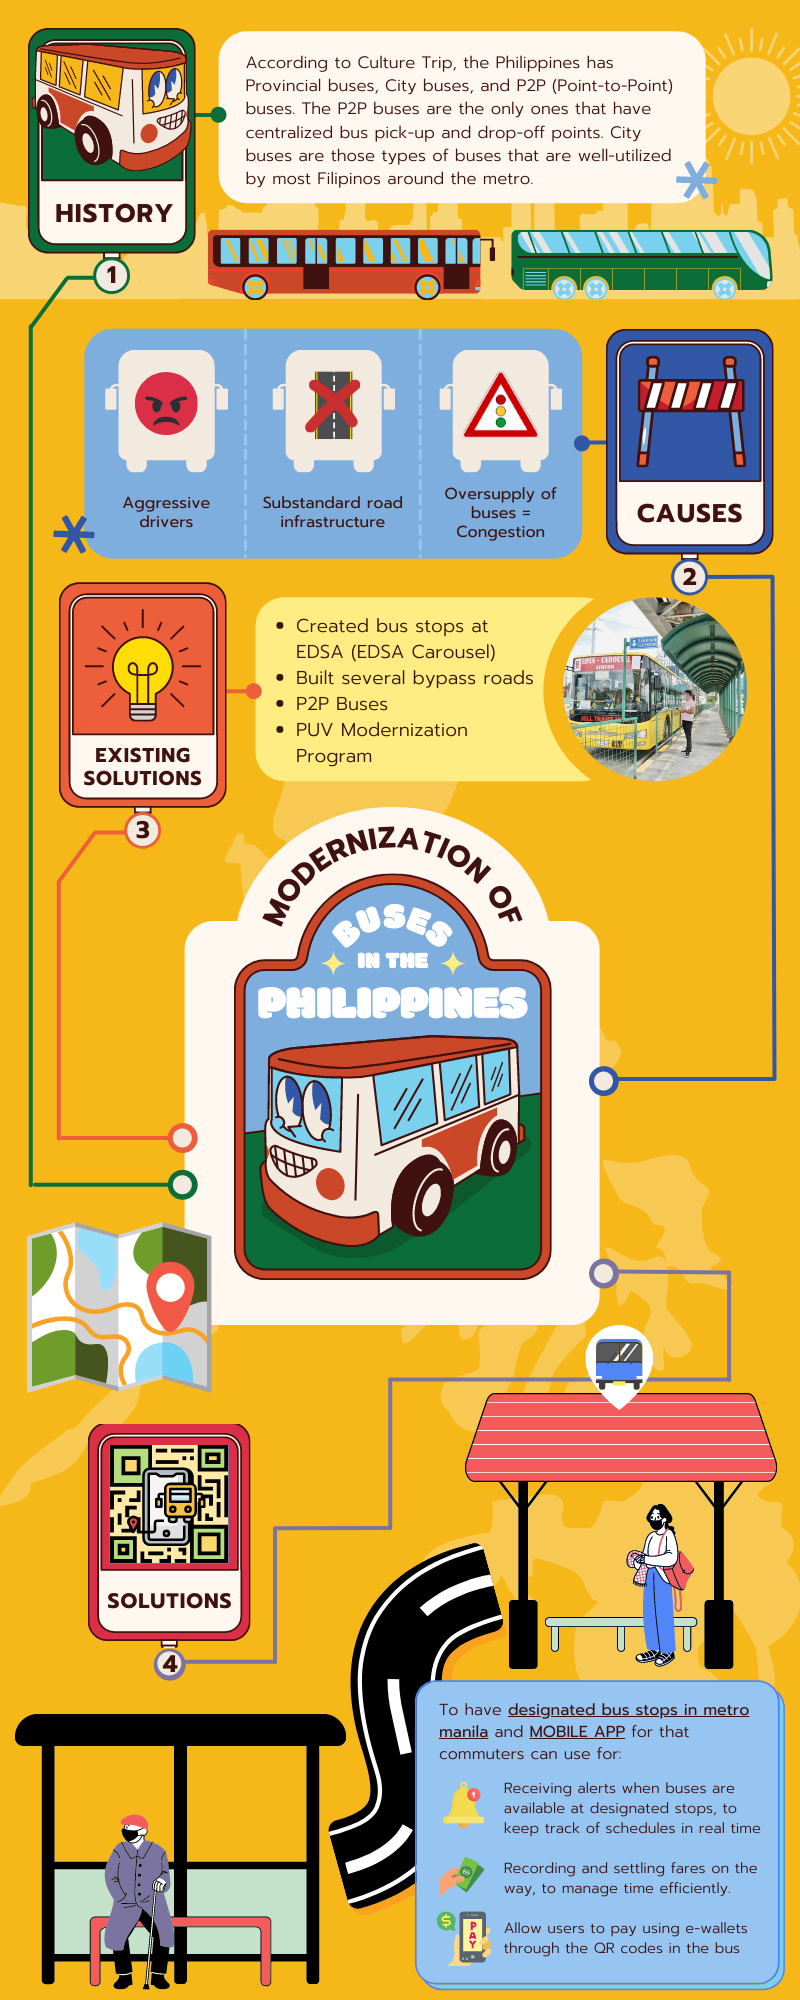 According to Culture Trip, the Philippines has
Provincial buses, City buses, and P2P (Point-to-Point)
buses. The P2P buses are the only ones that have
centralized bus pick-up and drop-off points. City
buses are those types of buses that are well-utilized
by most Filipinos around the metro.
HISTORY
1
Aggressive
drivers
Substandard road
infrastructure
Oversupply of
buses =
Congestion
CAUSES
2
EXISTING
SOLUTIONS
3
• Created bus stops at
EDSA (EDSA Carousel)
• Built several bypass roads
• P2P Buses
• PUV Modernization
Program
EDSA - CAROUSEL
MODERNIZATION OF
BUSES
IN THE
PHILIPPINES
SOLUTIONS
4
To have designated bus stops in metro
manila and MOBILE APP for that
commuters can use for:
1
Receiving alerts when buses are
available at designated stops, to
keep track of schedules in real time
Recording and settling fares on the
way, to manage time efficiently.
$
PAY
Allow users to pay using e-wallets
through the QR codes in the bus